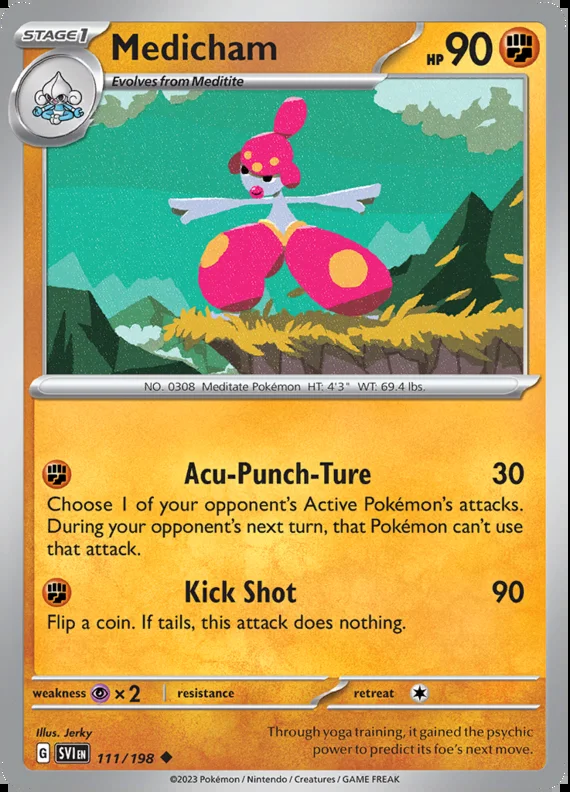 STAGE 1
Medicham
HP 90
Evolves from Meditite
NO. 0308 Meditate Pokémon HT: 4'3" WT: 69.4 lbs.
Acu-Punch-Ture 30
Choose 1 of your opponent's Active Pokémon's attacks.
During your opponent's next turn, that Pokémon can't use
that attack.
Kick Shot 90
Flip a coin. If tails, this attack does nothing.
weakness ×2 resistance retreat
Illus. Jerky
Through yoga training, it gained the psychic
power to predict its foe's next move.
G SVI EN 111/198
©2023 Pokémon / Nintendo / Creatures / GAME FREAK